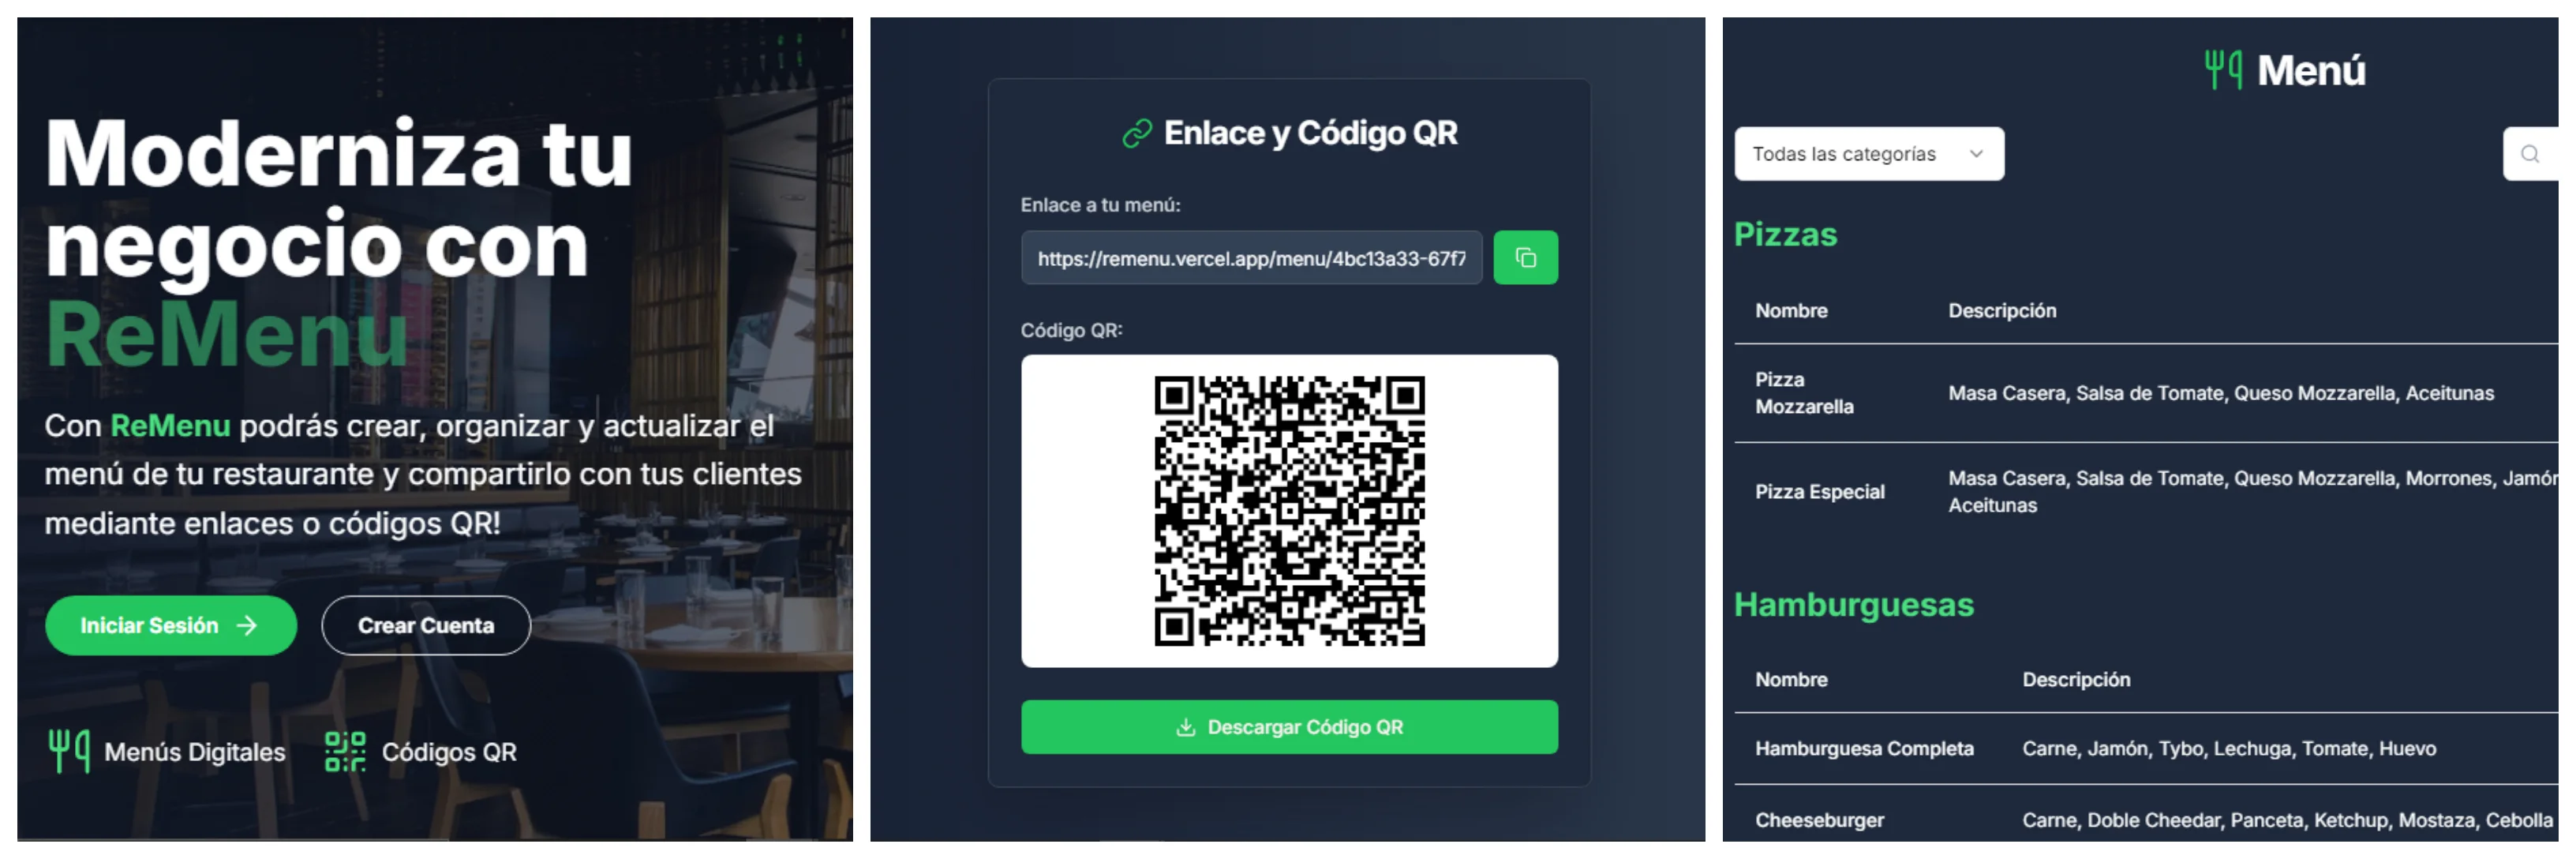 Moderniza tu
negocio con
ReMenu
Con ReMenu podrás crear, organizar y actualizar el
menú de tu restaurante y compartirlo con tus clientes
mediante enlaces o códigos QR!
Iniciar Sesión
Crear Cuenta
Menús Digitales
Códigos QR
Enlace y Código QR
Enlace a tu menú:
https://remenu.vercel.app/menu/4bc13a33-67f7
Código QR:
Descargar Código QR
Menú
Todas las categorías
Pizzas
Nombre Descripción
Pizza
Mozzarella
Masa Casera, Salsa de Tomate, Queso Mozzarella, Aceitunas
Pizza Especial
Masa Casera, Salsa de Tomate, Queso Mozzarella, Morrones, Jamón
Aceitunas
Hamburguesas
Nombre Descripción
Hamburguesa Completa Carne, Jamón, Tybo, Lechuga, Tomate, Huevo
Cheeseburger Carne, Doble Cheedar, Panceta, Ketchup, Mostaza, Cebolla